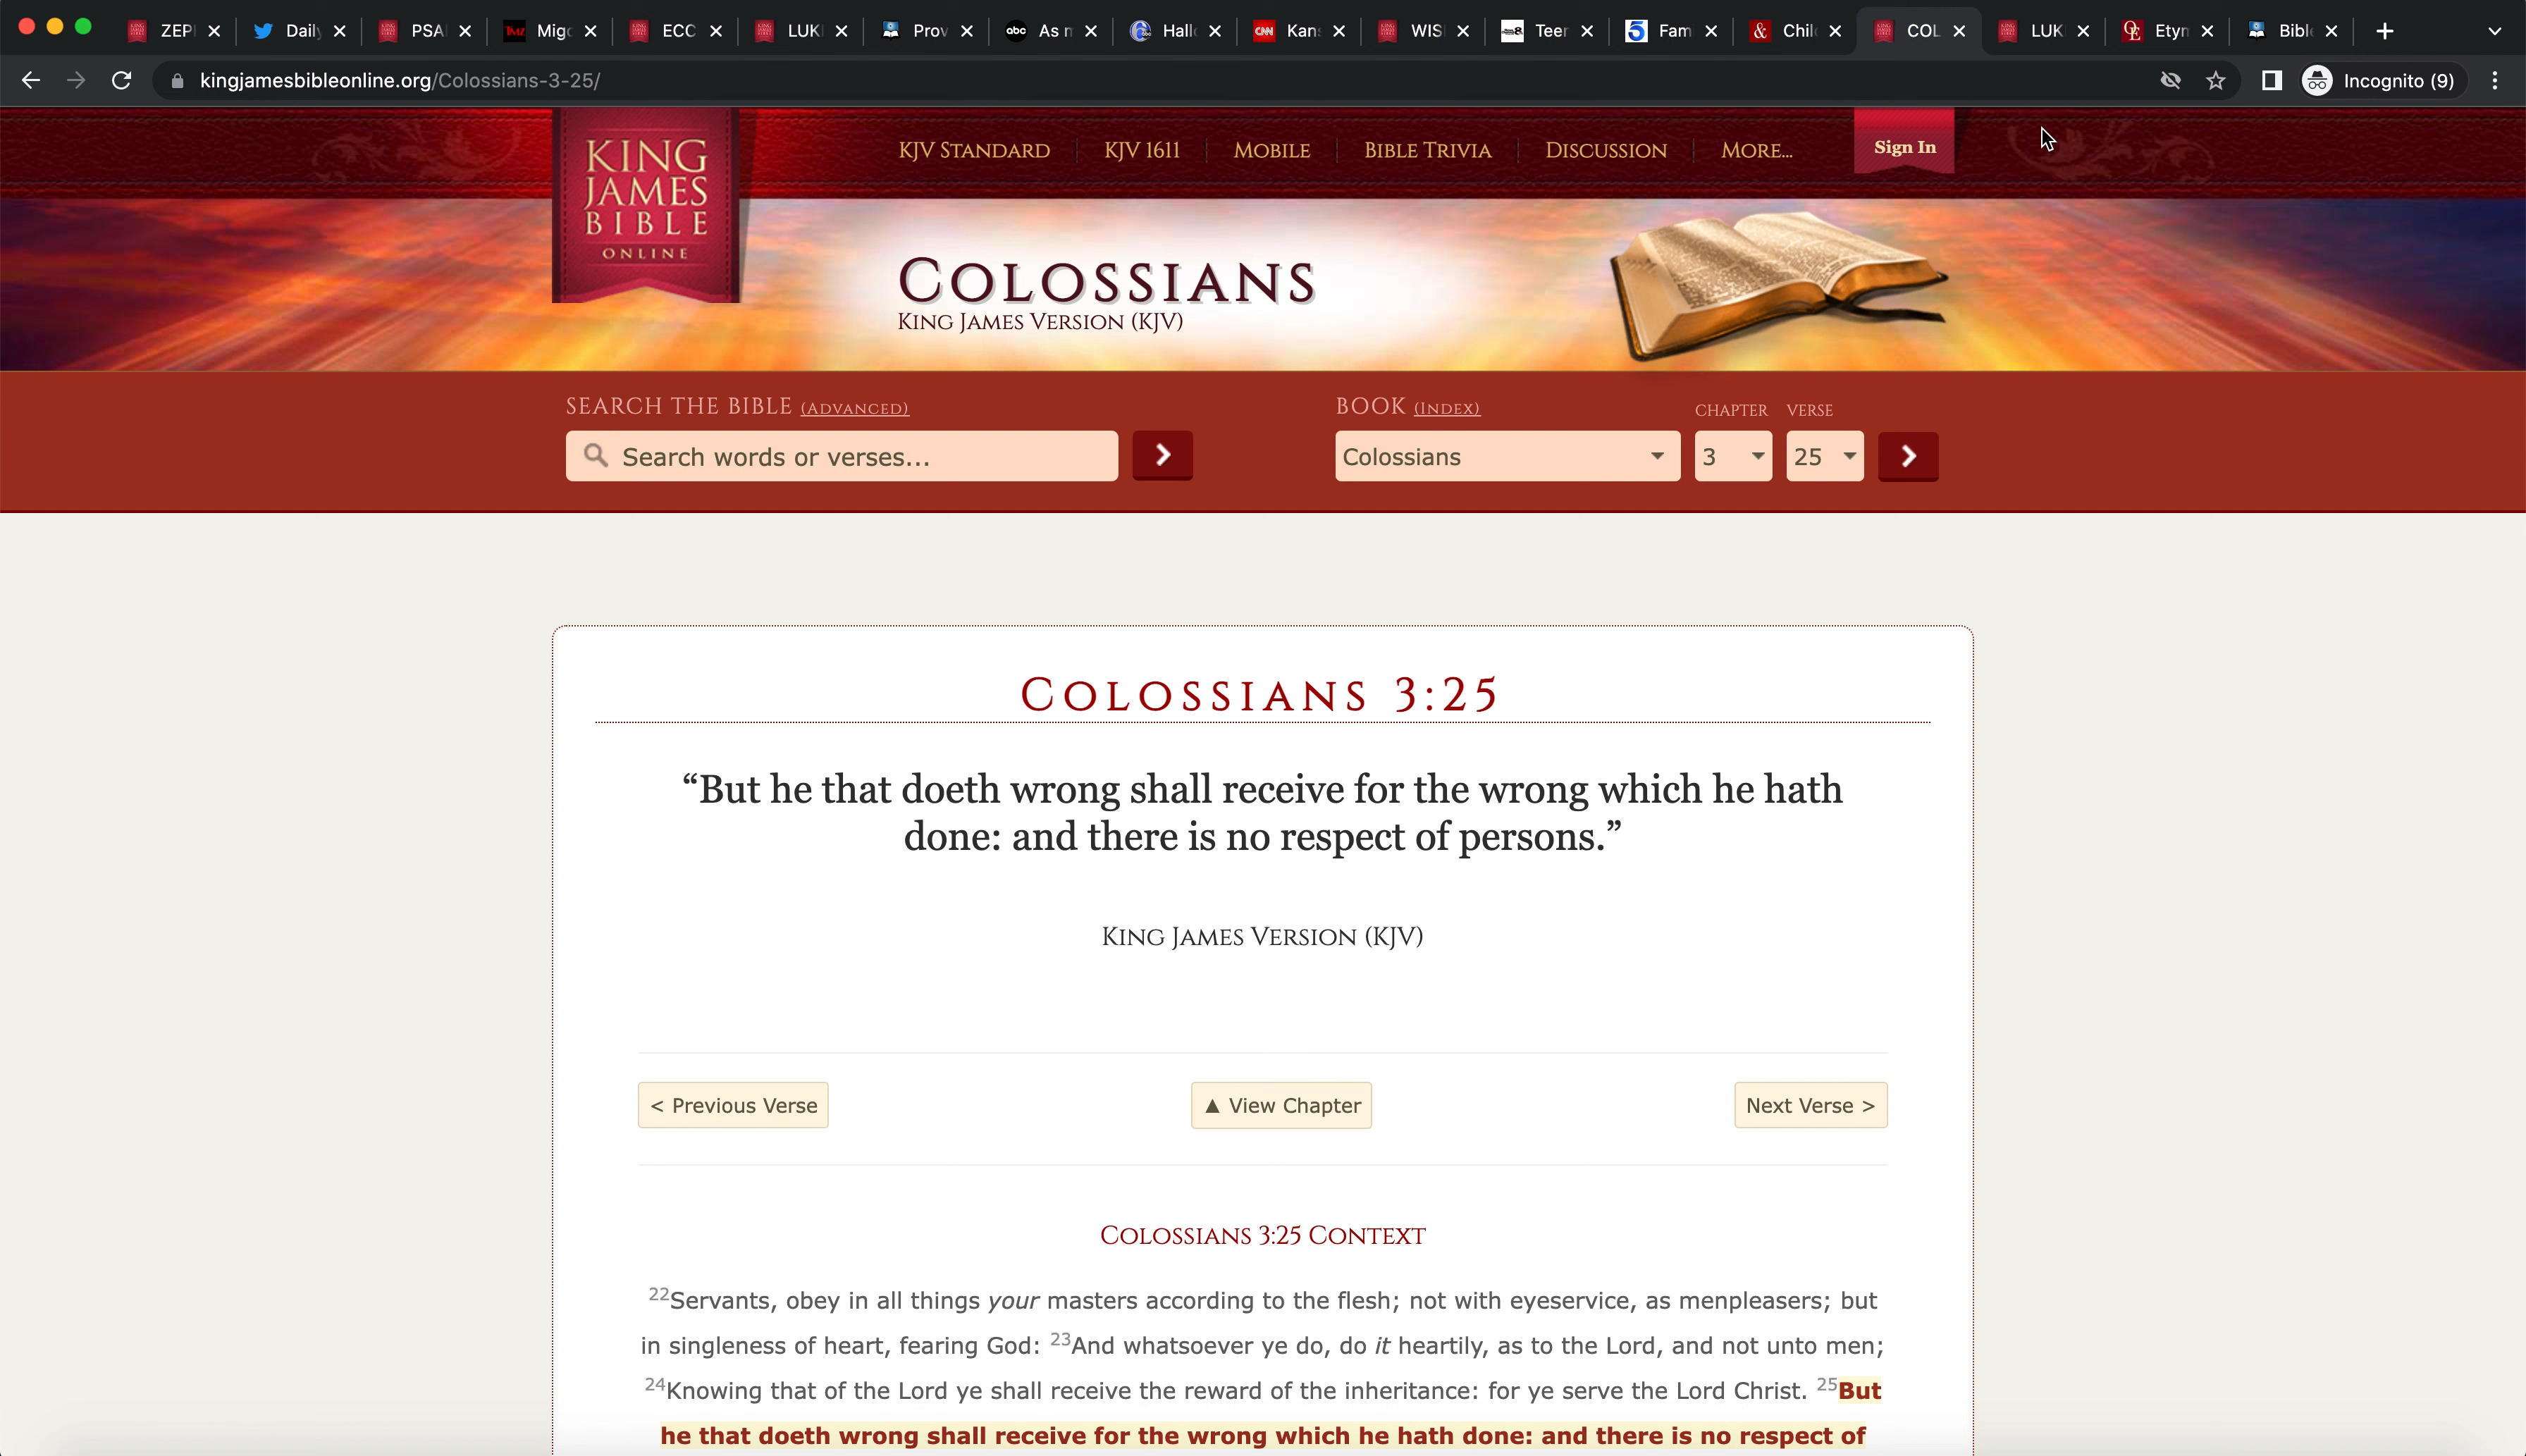 ZEPI
Daily
PSA
TMZ
Migo
ECC
LUK
Prov
abc
As m
Hall
CNN
Kan
WIS
8
Teer
5
Fam
&
Chil
COL
LUK
OE
Etyn
Bible
kingjamesbibleonline.org/Colossians-3-25/
Incognito (9)
KING
JAMES
BIBLE
ONLINE
KJV STANDARD
KJV 1611
MOBILE
BIBLE TRIVIA
DISCUSSION
MORE...
Sign In
COLOSSIANS
KING JAMES VERSION (KJV)
SEARCH THE BIBLE (ADVANCED)
BOOK (INDEX)
CHAPTER
VERSE
Search words or verses...
Colossians
3
25
COLOSSIANS 3:25
“But he that doeth wrong shall receive for the wrong which he hath
done: and there is no respect of persons.”
KING JAMES VERSION (KJV)
< Previous Verse
▲ View Chapter
Next Verse >
COLOSSIANS 3:25 CONTEXT
22Servants, obey in all things your masters according to the flesh; not with eyeservice, as menpleasers; but
in singleness of heart, fearing God: 23And whatsoever ye do, do it heartily, as to the Lord, and not unto men;
24Knowing that of the Lord ye shall receive the reward of the inheritance: for ye serve the Lord Christ. 25But
he that doeth wrong shall receive for the wrong which he hath done: and there is no respect of